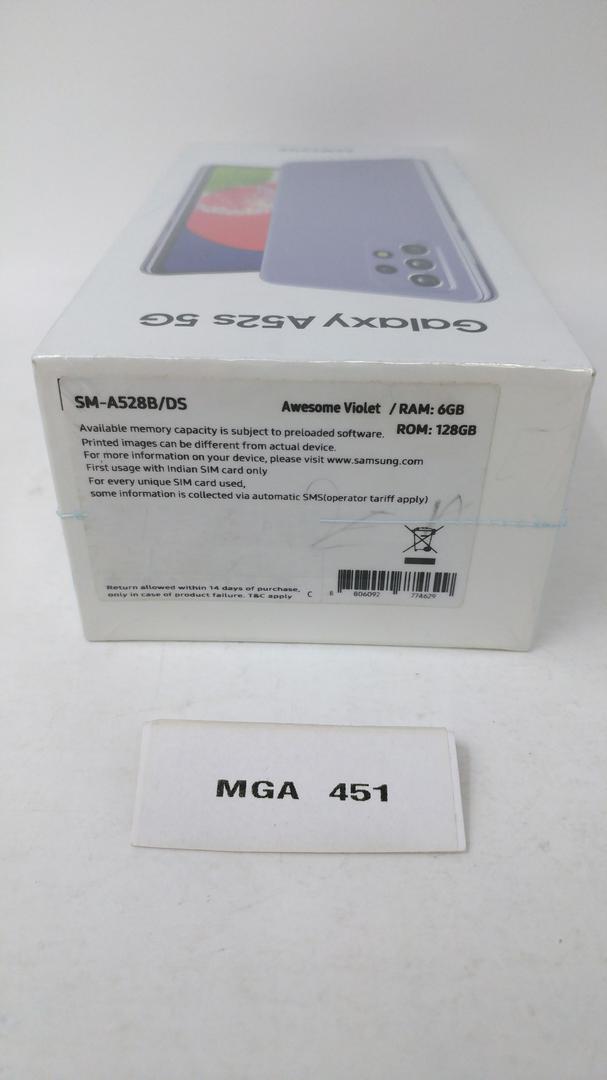 Galaxy A52s 5G
SM-A528B/DS
Awesome Violet / RAM: 6GB
ROM: 128GB
Available memory capacity is subject to preloaded software.
Printed images can be different from actual device.
For more information on your device, please visit www.samsung.com
First usage with Indian SIM card only
For every unique SIM card used,
some information is collected via automatic SMS(operator tariff apply)
Return allowed within 14 days of purchase,
only in case of product failure. T&C apply
C
8 806092 774629
MGA 451